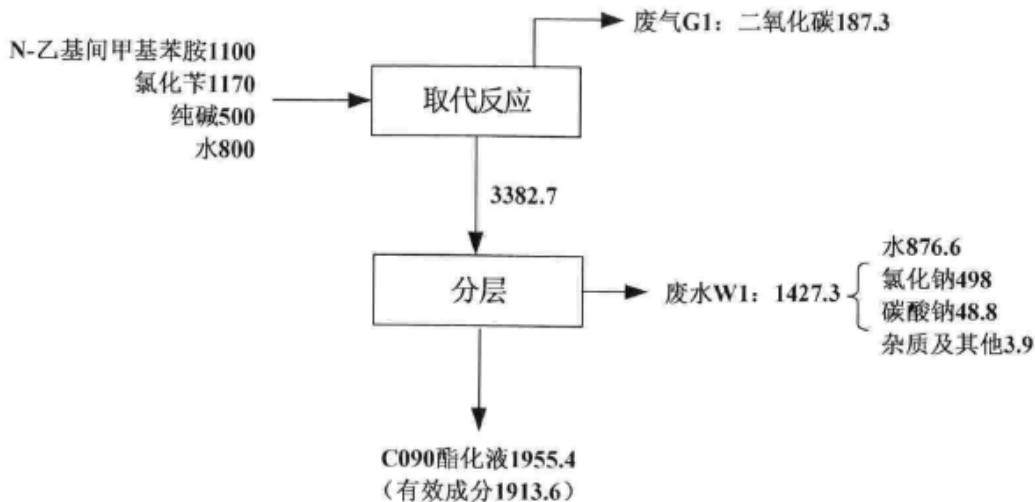 废气G1：二氧化碳187.3
N-乙基间甲基苯胺1100
氯化苄1170
纯碱500
水800
取代反应
3382.7
分层
废水W1：1427.3
水876.6
氯化钠498
碳酸钠48.8
杂质及其他3.9
C090酯化液1955.4
（有效成分1913.6）